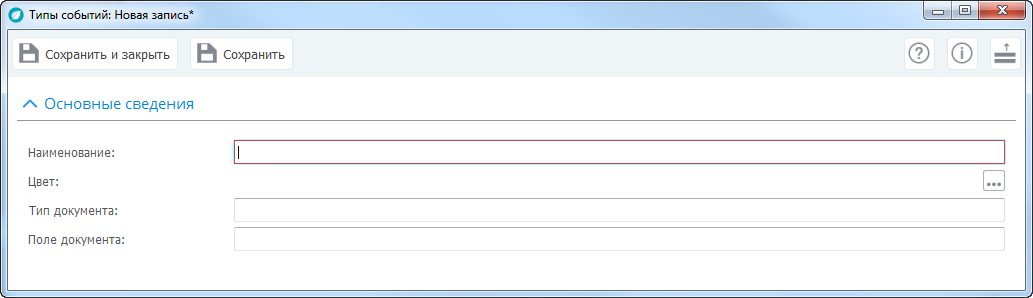 Типы событий: Новая запись*
Сохранить и закрыть Сохранить
Основные сведения
Наименование:
Цвет:
Тип документа:
Поле документа: